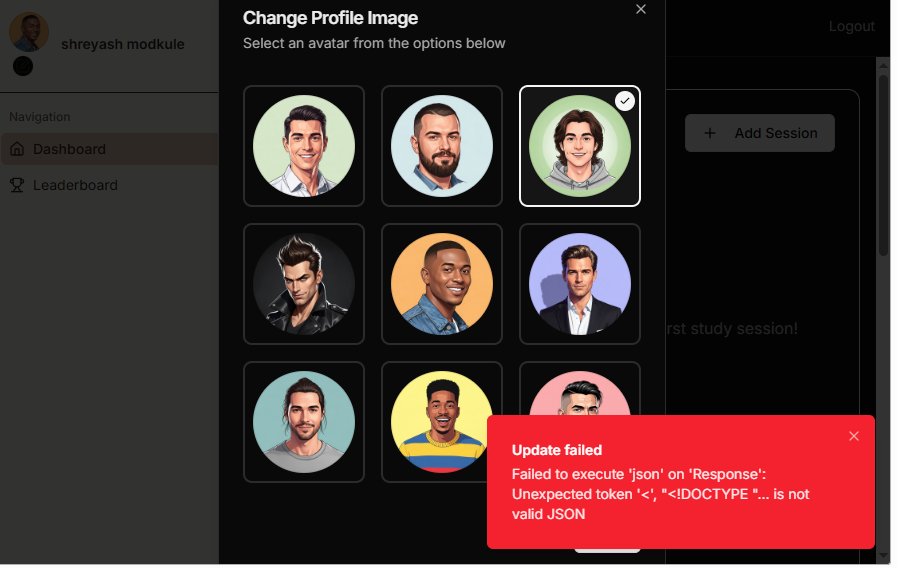 Change Profile Image
Select an avatar from the options below
shreyash modkule
Logout
Navigation
Dashboard
Leaderboard
+ Add Session
rst study session!
Update failed
Failed to execute 'json' on 'Response':
Unexpected token '<', "<!DOCTYPE "... is not
valid JSON